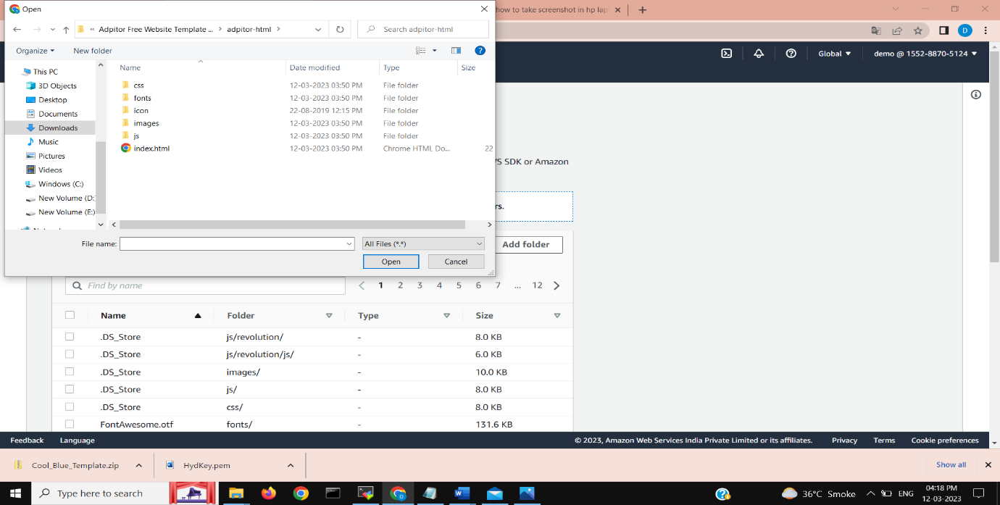 Open
how to take screenshot in hp lap
Adpitor Free Website Template ...
adpitor-html
Search adpitor-html
D
Organize
New folder
?
Global
demo @ 1552-8870-5124
This PC
3D Objects
Desktop
Documents
Downloads
Music
Pictures
Videos
Windows (C:)
New Volume (D:
New Volume (E:)
Name Date modified Type Size
css 12-03-2023 03:50 PM File folder
fonts 12-03-2023 03:50 PM File folder
icon 22-08-2019 12:15 PM File folder
images 12-03-2023 03:50 PM File folder
js 12-03-2023 03:50 PM File folder
index.html 12-03-2023 03:50 PM Chrome HTML Do... 22
S SDK or Amazon
rs.
File name:
All Files (*.*)
Open Cancel
Add folder
Find by name
1 2 3 4 5 6 7 ... 12
Name Folder Type Size
.DS_Store js/revolution/ - 8.0 KB
.DS_Store js/revolution/js/ - 6.0 KB
.DS_Store images/ - 10.0 KB
.DS_Store js/ - 8.0 KB
.DS_Store css/ - 8.0 KB
FontAwesome.otf fonts/ - 131.6 KB
Feedback Language © 2023, Amazon Web Services India Private Limited or its affiliates. Privacy Terms Cookie preferences
Cool_Blue_Template.zip HydKey.pem Show all
Type here to search 36°C Smoke ENG 04:18 PM
12-03-2023